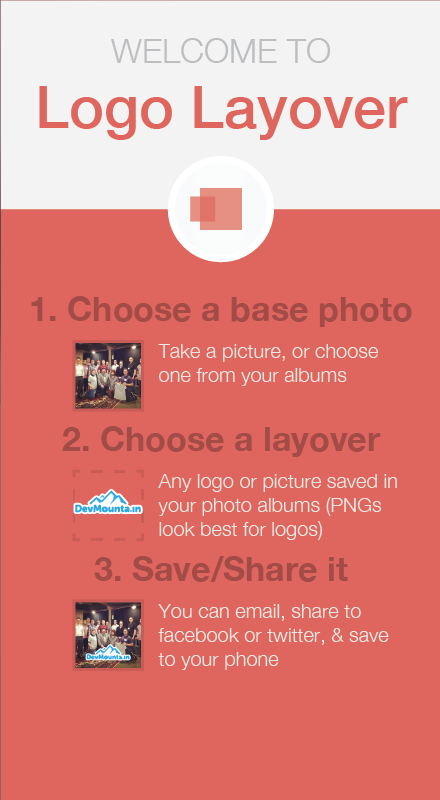 WELCOME TO
Logo Layover
1. Choose a base photo
Take a picture, or choose
one from your albums
2. Choose a layover
DevMounta.in
Any logo or picture saved in
your photo albums (PNGs
look best for logos)
3. Save/Share it
DevMounta.in
You can email, share to
facebook or twitter, & save
to your phone